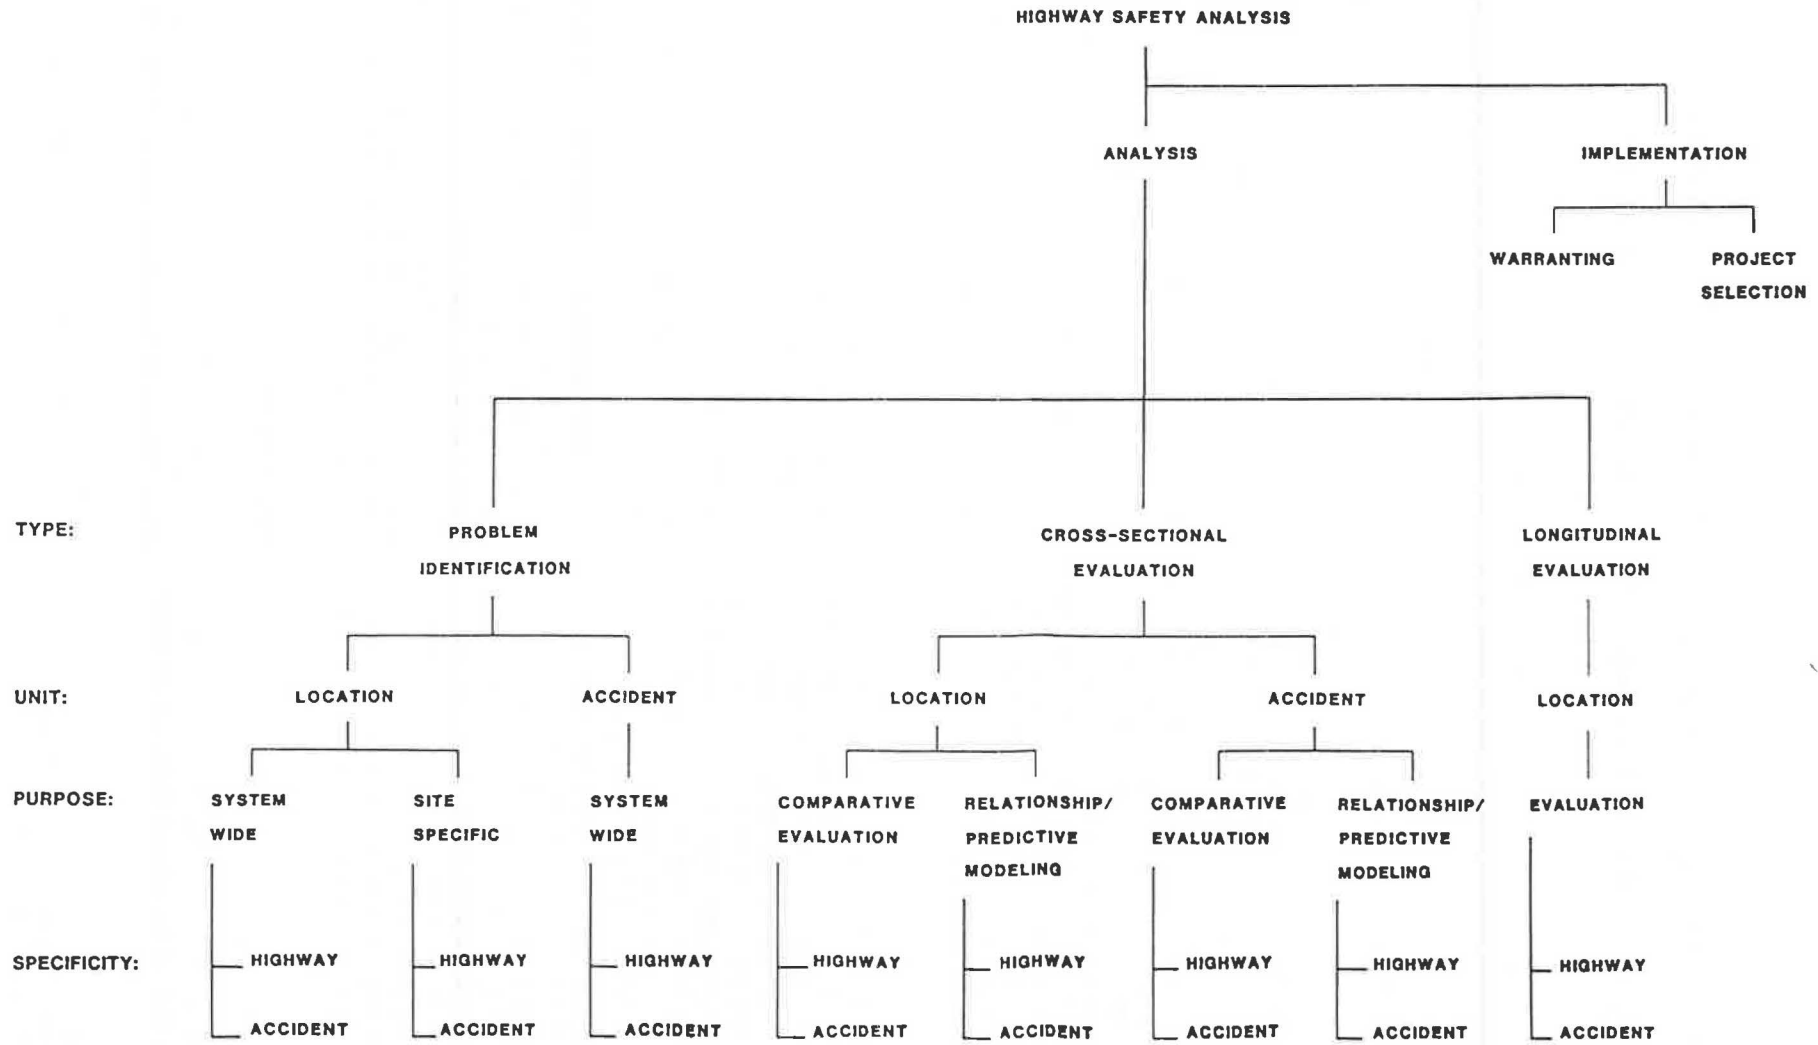 HIGHWAY SAFETY ANALYSIS
ANALYSIS
IMPLEMENTATION
WARRANTING
PROJECT
SELECTION
TYPE:
PROBLEM
IDENTIFICATION
CROSS-SECTIONAL
EVALUATION
LONGITUDINAL
EVALUATION
UNIT:
LOCATION
ACCIDENT
LOCATION
ACCIDENT
LOCATION
PURPOSE:
SYSTEM
WIDE
SITE
SPECIFIC
SYSTEM
WIDE
COMPARATIVE
EVALUATION
RELATIONSHIP/
PREDICTIVE
MODELING
COMPARATIVE
EVALUATION
RELATIONSHIP/
PREDICTIVE
MODELING
EVALUATION
SPECIFICITY:
HIGHWAY
HIGHWAY
HIGHWAY
HIGHWAY
HIGHWAY
HIGHWAY
HIGHWAY
HIGHWAY
ACCIDENT
ACCIDENT
ACCIDENT
ACCIDENT
ACCIDENT
ACCIDENT
ACCIDENT
ACCIDENT